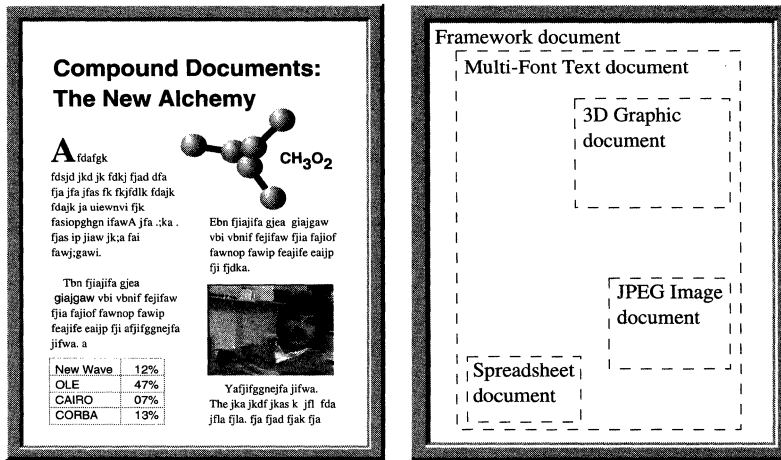 Compound Documents:
The New Alchemy
CH3O2
Afdafgk
fdsjd jkd jk fdkj fjad dfa
fja jfa jfas fk fkjfdlk fdajk
fdajk ja uiewnvi fjk
fasiopghgn ifawA jfa .;ka .
fjas ip jiaw jk;a fai
fawj;gawi.
Tbn fjiajifa gjea
giajgaw vbi vbnif fejifaw
fjia fajiof fawnop fawip
feajife eaijp fji afjifggnejfa
jifwa. a
New Wave 12%
OLE 47%
CAIRO 07%
CORBA 13%
Ebn fjiajifa gjea giajgaw
vbi vbnif fejifaw fjia fajiof
fawnop fawip feajife eaijp
fji fjdka.
Yafjifggnejfa jifwa.
The jka jkdf jkas k jfl fda
jfla fjla. fja fjad fjak fja
Framework document
Multi-Font Text document
3D Graphic
document
JPEG Image
document
Spreadsheet
document